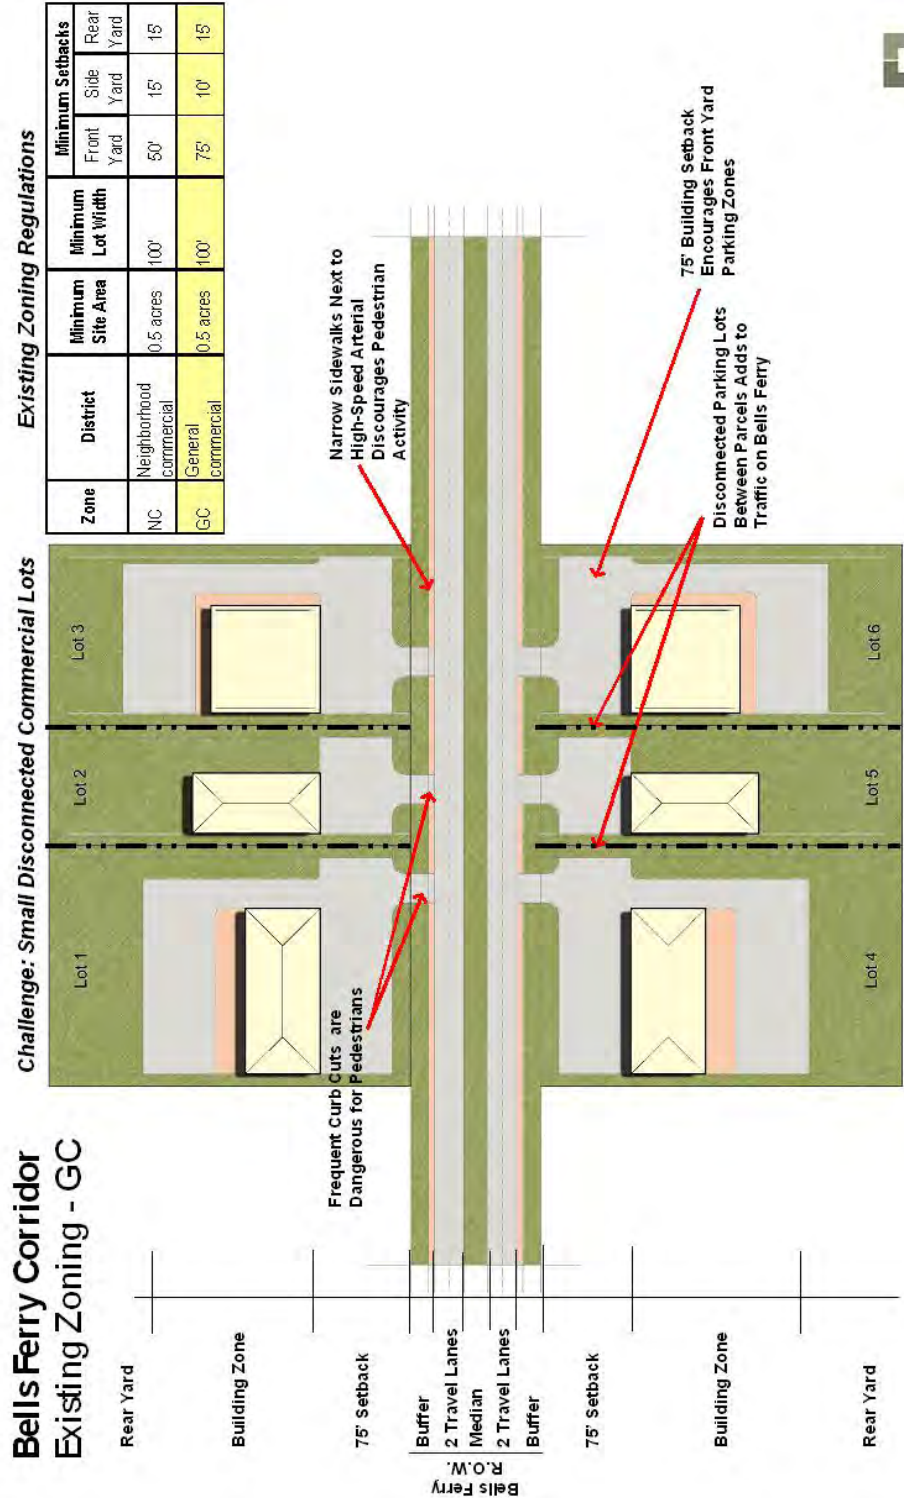 Bells Ferry Corridor
Existing Zoning - GC
Challenge: Small Disconnected Commercial Lots
Existing Zoning Regulations
Zone
District
Minimum
Site Area
Minimum
Lot Width
Minimum Setbacks
Front
Yard
Side
Yard
Rear
Yard
NC
Neighborhood
commercial
0.5 acres
100'
50'
15'
15'
GC
General
commercial
0.5 acres
100'
75'
10'
15'
Rear Yard
Building Zone
75' Setback
Buffer
2 Travel Lanes
Median
2 Travel Lanes
Buffer
Bells Ferry
R.O.W.
75' Setback
Building Zone
Rear Yard
Lot 1
Lot 2
Lot 3
Frequent Curb Cuts are
Dangerous for Pedestrians
Narrow Sidewalks Next to
High-Speed Arterial
Discourages Pedestrian
Activity
75' Building Setback
Encourages Front Yard
Parking Zones
Disconnected Parking Lots
Between Parcels Adds to
Traffic on Bells Ferry
Lot 4
Lot 5
Lot 6